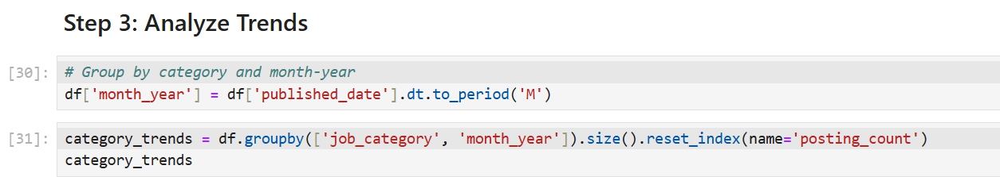 Step 3: Analyze Trends
[30]: # Group by category and month-year
df['month_year'] = df['published_date'].dt.to_period('M')
[31]: category_trends = df.groupby(['job_category', 'month_year']).size().reset_index(name='posting_count')
category_trends